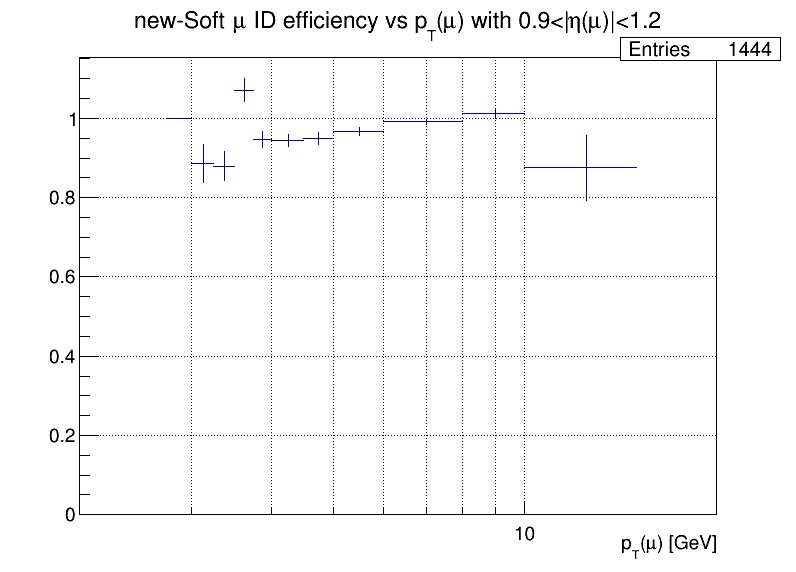 new-Soft μ ID efficiency vs p_T(μ) with 0.9<|η(μ)|<1.2
Entries 1444
1
0.8
0.6
0.4
0.2
0
10
p_T(μ) [GeV]